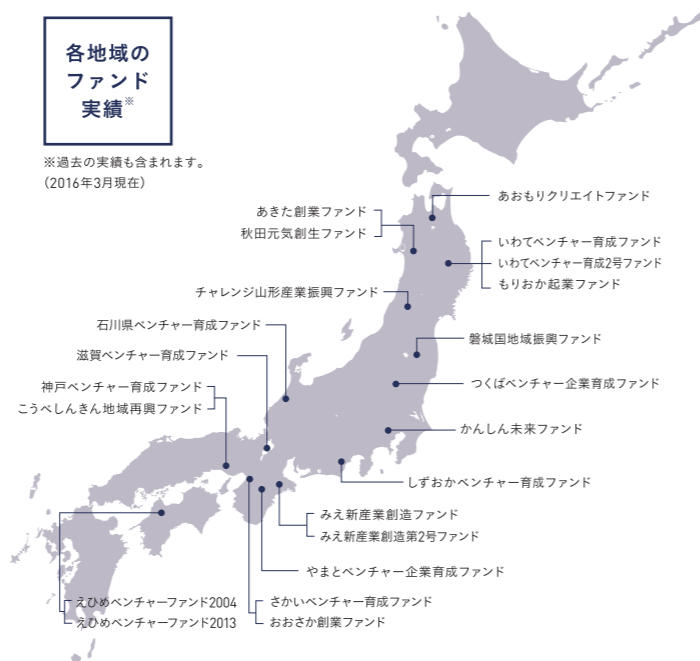 各地域の
ファンド
実績※
※過去の実績も含まれます。
(2016年3月現在)
あおもりクリエイトファンド
あきた創業ファンド
秋田元気創生ファンド
いわてベンチャー育成ファンド
いわてベンチャー育成2号ファンド
もりおか起業ファンド
チャレンジ山形産業振興ファンド
石川県ベンチャー育成ファンド
磐城国地域振興ファンド
滋賀ベンチャー育成ファンド
つくばベンチャー企業育成ファンド
神戸ベンチャー育成ファンド
こうべしんきん地域再興ファンド
かんしん未来ファンド
しずおかベンチャー育成ファンド
みえ新産業創造ファンド
みえ新産業創造第2号ファンド
やまとベンチャー企業育成ファンド
えひめベンチャーファンド2004
えひめベンチャーファンド2013
さかいベンチャー育成ファンド
おおさか創業ファンド